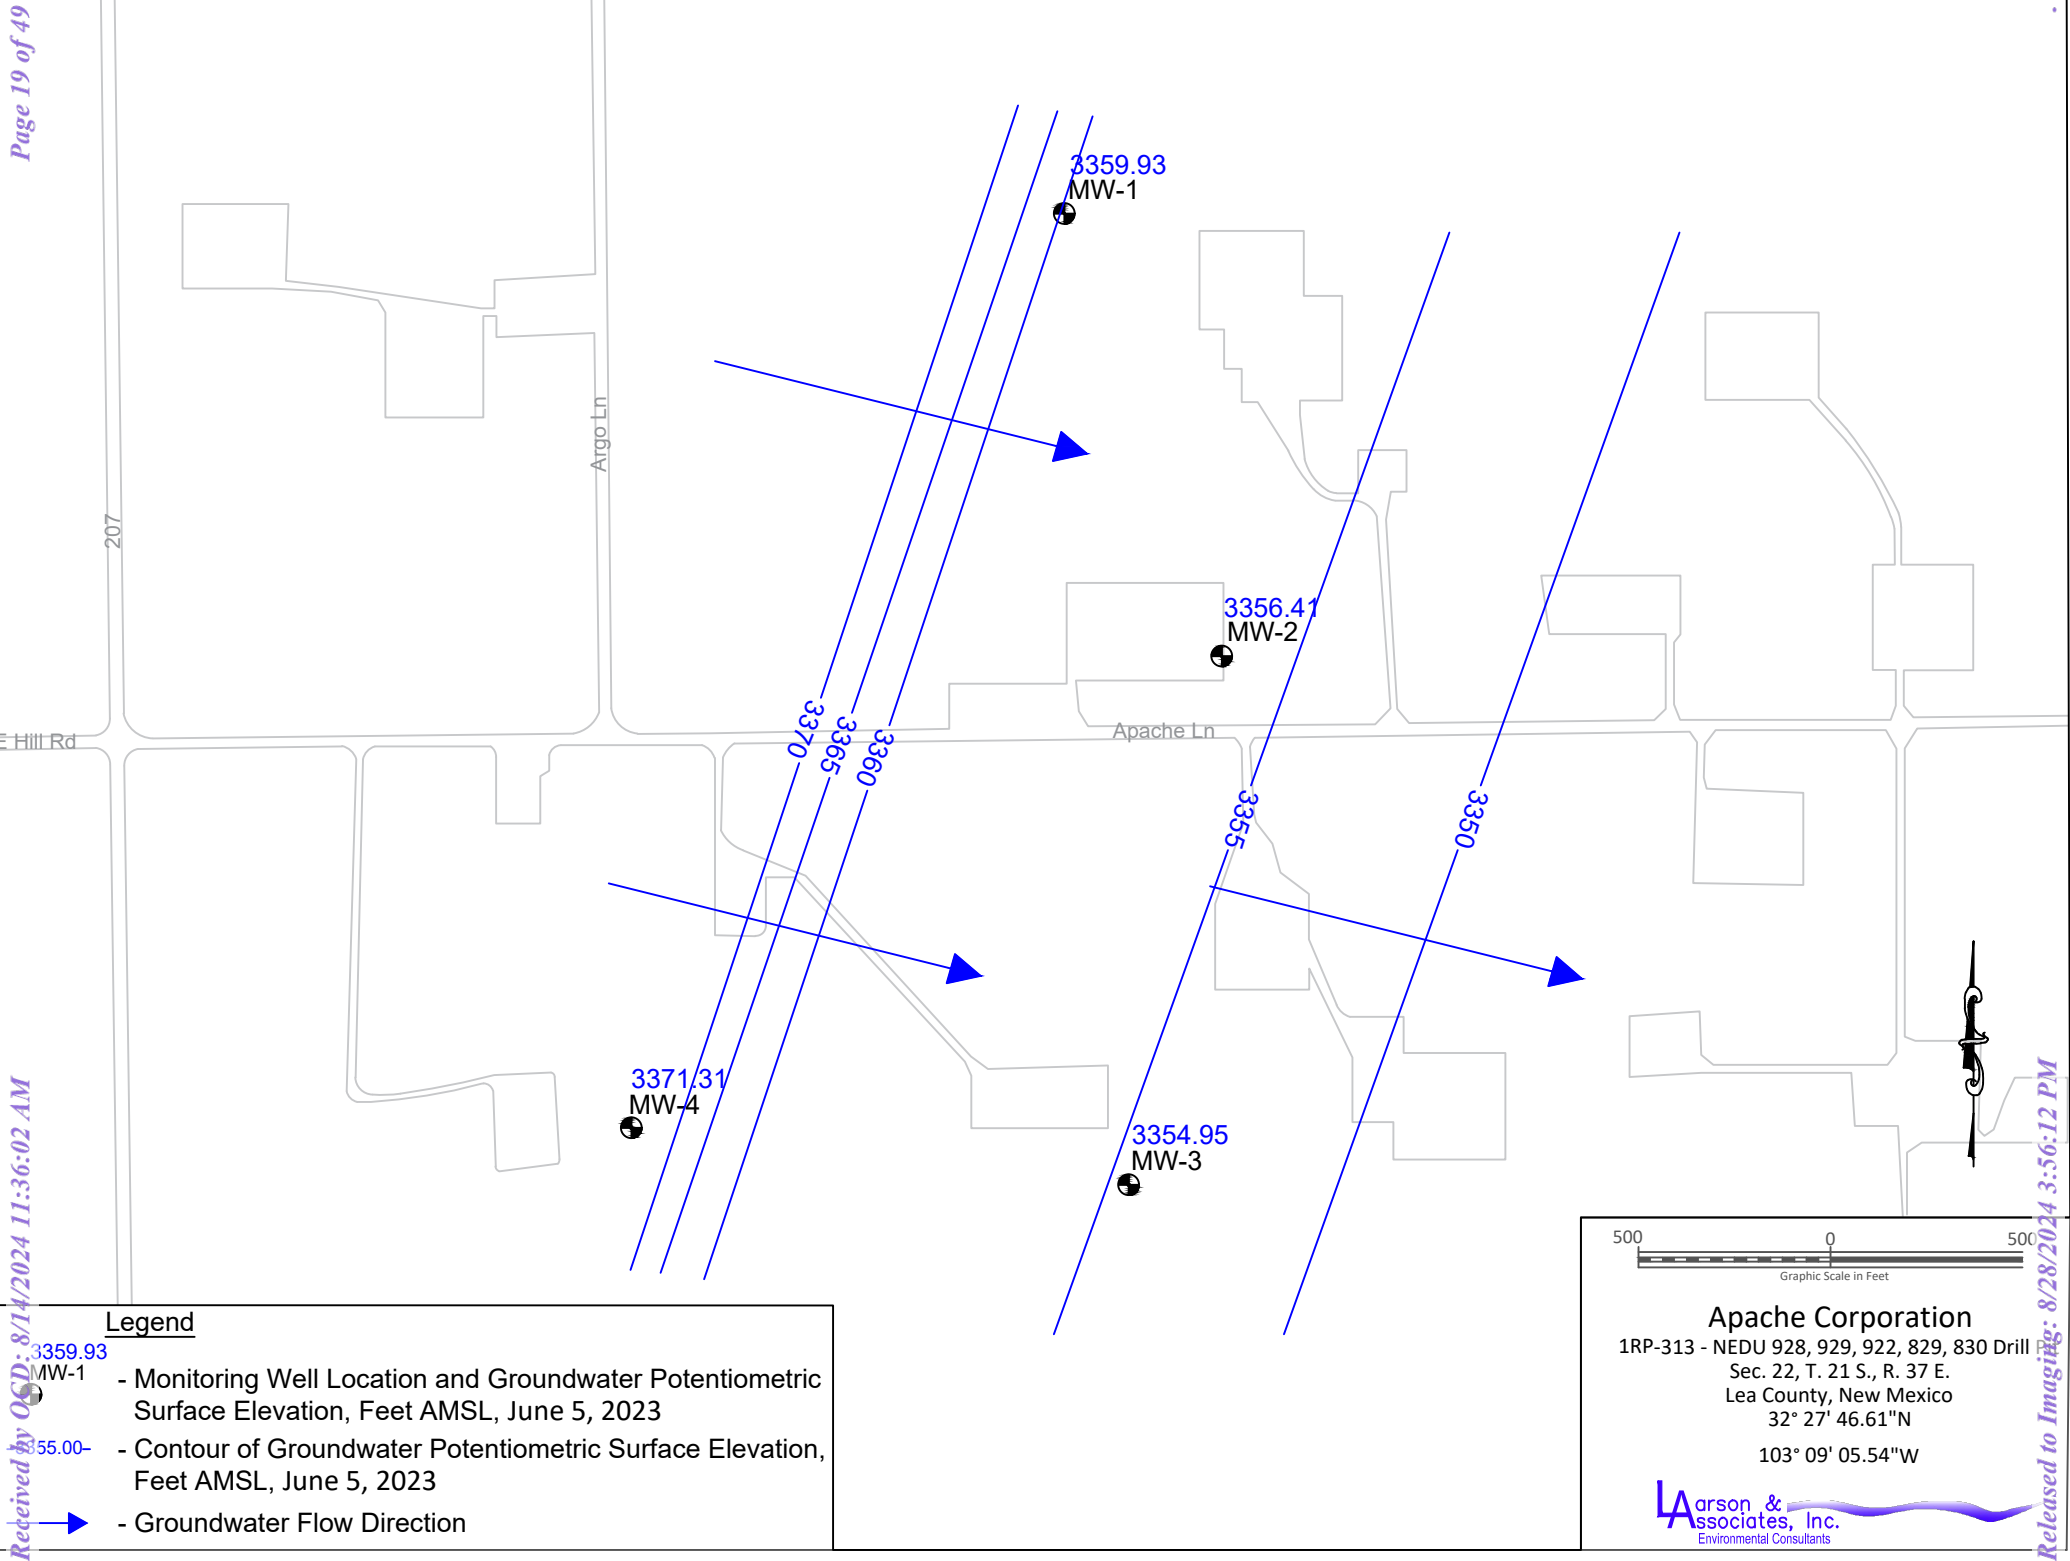 Page 19 of 49
3359.93
MW-1
Argo Ln
207
3356.41
MW-2
E Hill Rd
Apache Ln
3370
3365
3360
3355
3350
3371.31
MW-4
3354.95
MW-3
500 0 500
Graphic Scale in Feet
Apache Corporation
1RP-313 - NEDU 928, 929, 922, 829, 830 Drill
Sec. 22, T. 21 S., R. 37 E.
Lea County, New Mexico
32° 27' 46.61"N
103° 09' 05.54"W
Larson &
Associates, Inc.
Environmental Consultants
Legend
3359.93
MW-1
- Monitoring Well Location and Groundwater Potentiometric
Surface Elevation, Feet AMSL, June 5, 2023
3355.00
- Contour of Groundwater Potentiometric Surface Elevation,
Feet AMSL, June 5, 2023
- Groundwater Flow Direction
Received by OCD: 8/14/2024 11:36:02 AM
Released to Imaging: 8/28/2024 3:56:12 PM